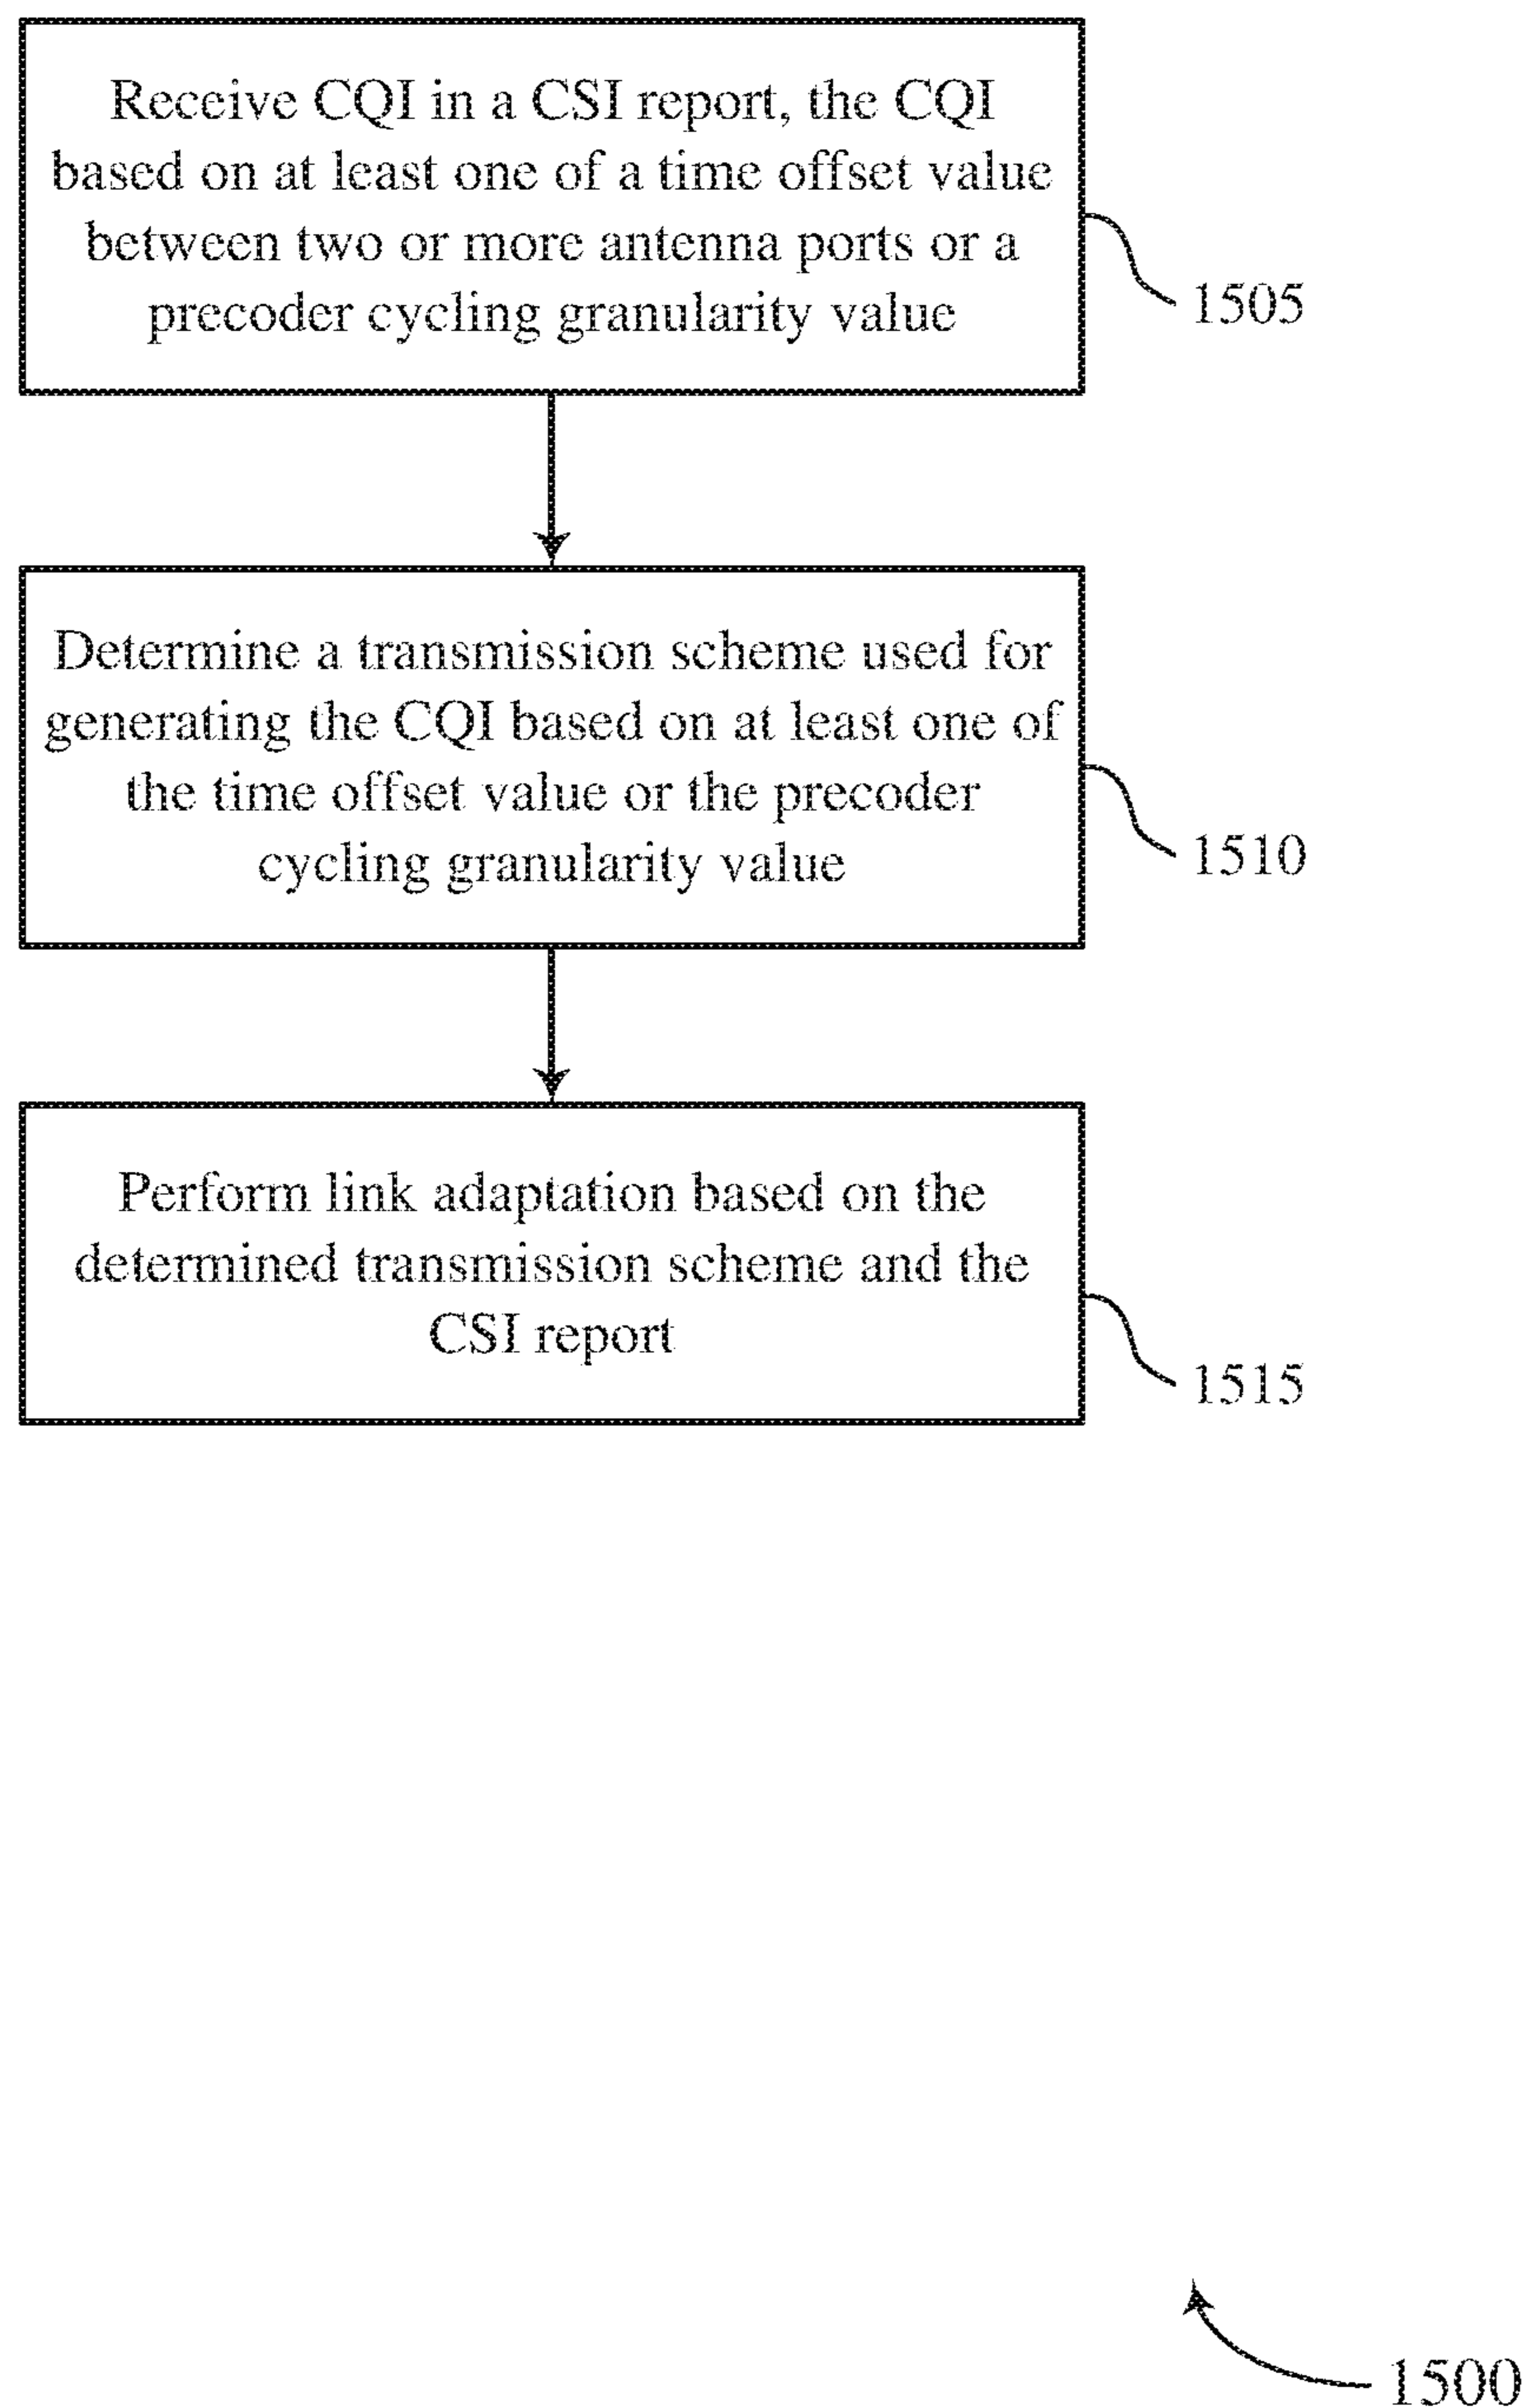 Receive CQI in a CSI report, the CQI
based on at least one of a time offset value
between two or more antenna ports or a
precoder cycling granularity value
1505
Determine a transmission scheme used for
generating the CQI based on at least one of
the time offset value or the precoder
cycling granularity value
1510
Perform link adaptation based on the
determined transmission scheme and the
CSI report
1515
1500